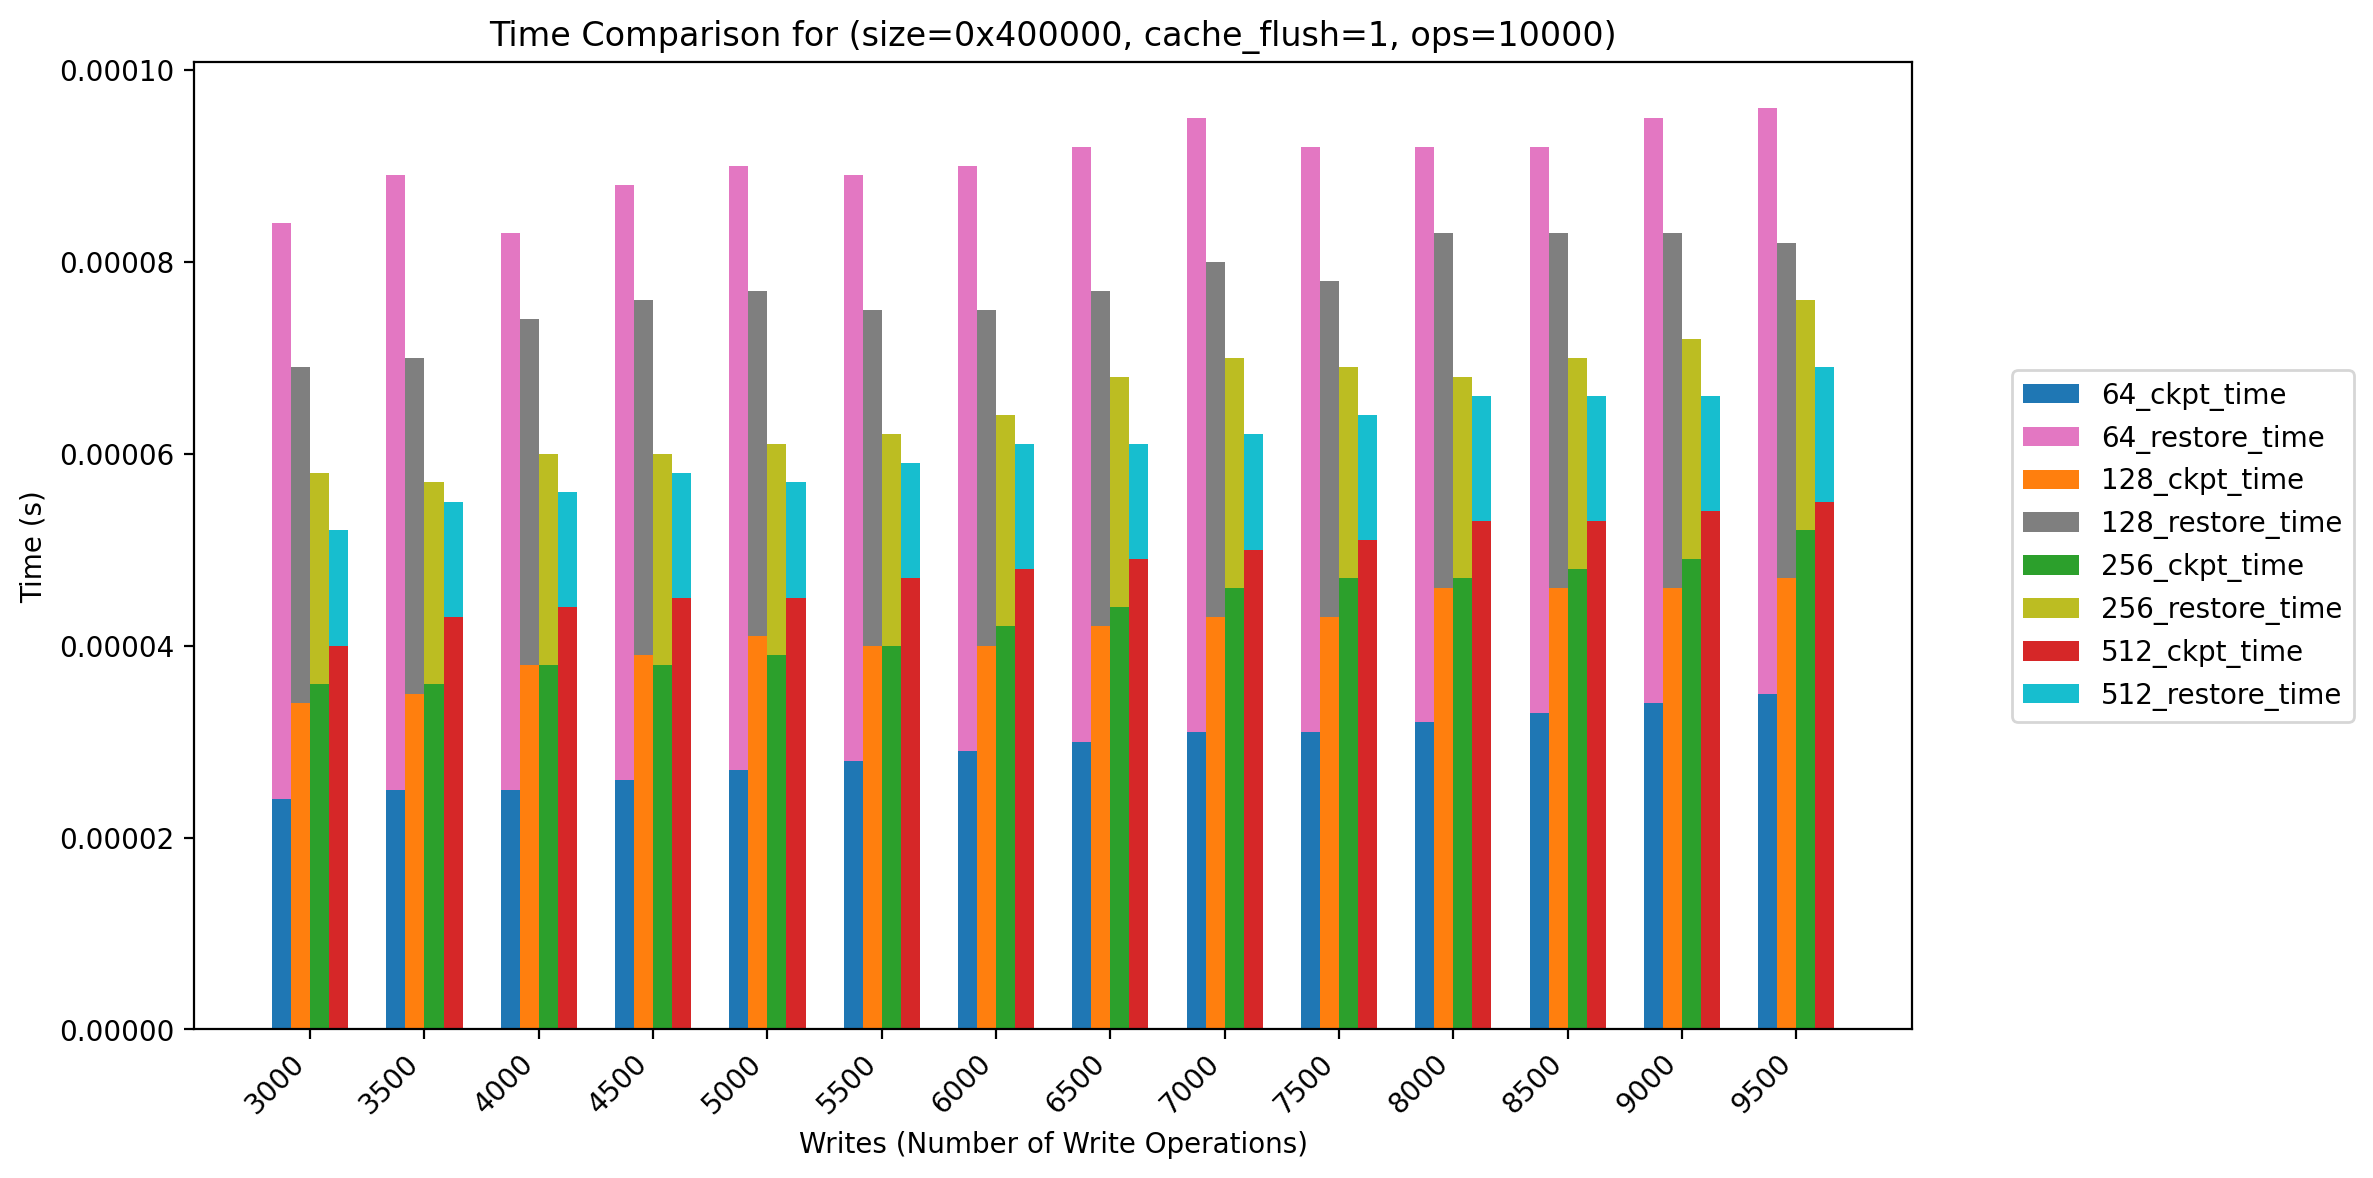 Time Comparison for (size=0x400000, cache_flush=1, ops=10000)
0.00010
0.00008
0.00006
0.00004
0.00002
0.00000
Time (s)
3000
3500
4000
4500
5000
5500
6000
6500
7000
7500
8000
8500
9000
9500
Writes (Number of Write Operations)
64_ckpt_time
64_restore_time
128_ckpt_time
128_restore_time
256_ckpt_time
256_restore_time
512_ckpt_time
512_restore_time